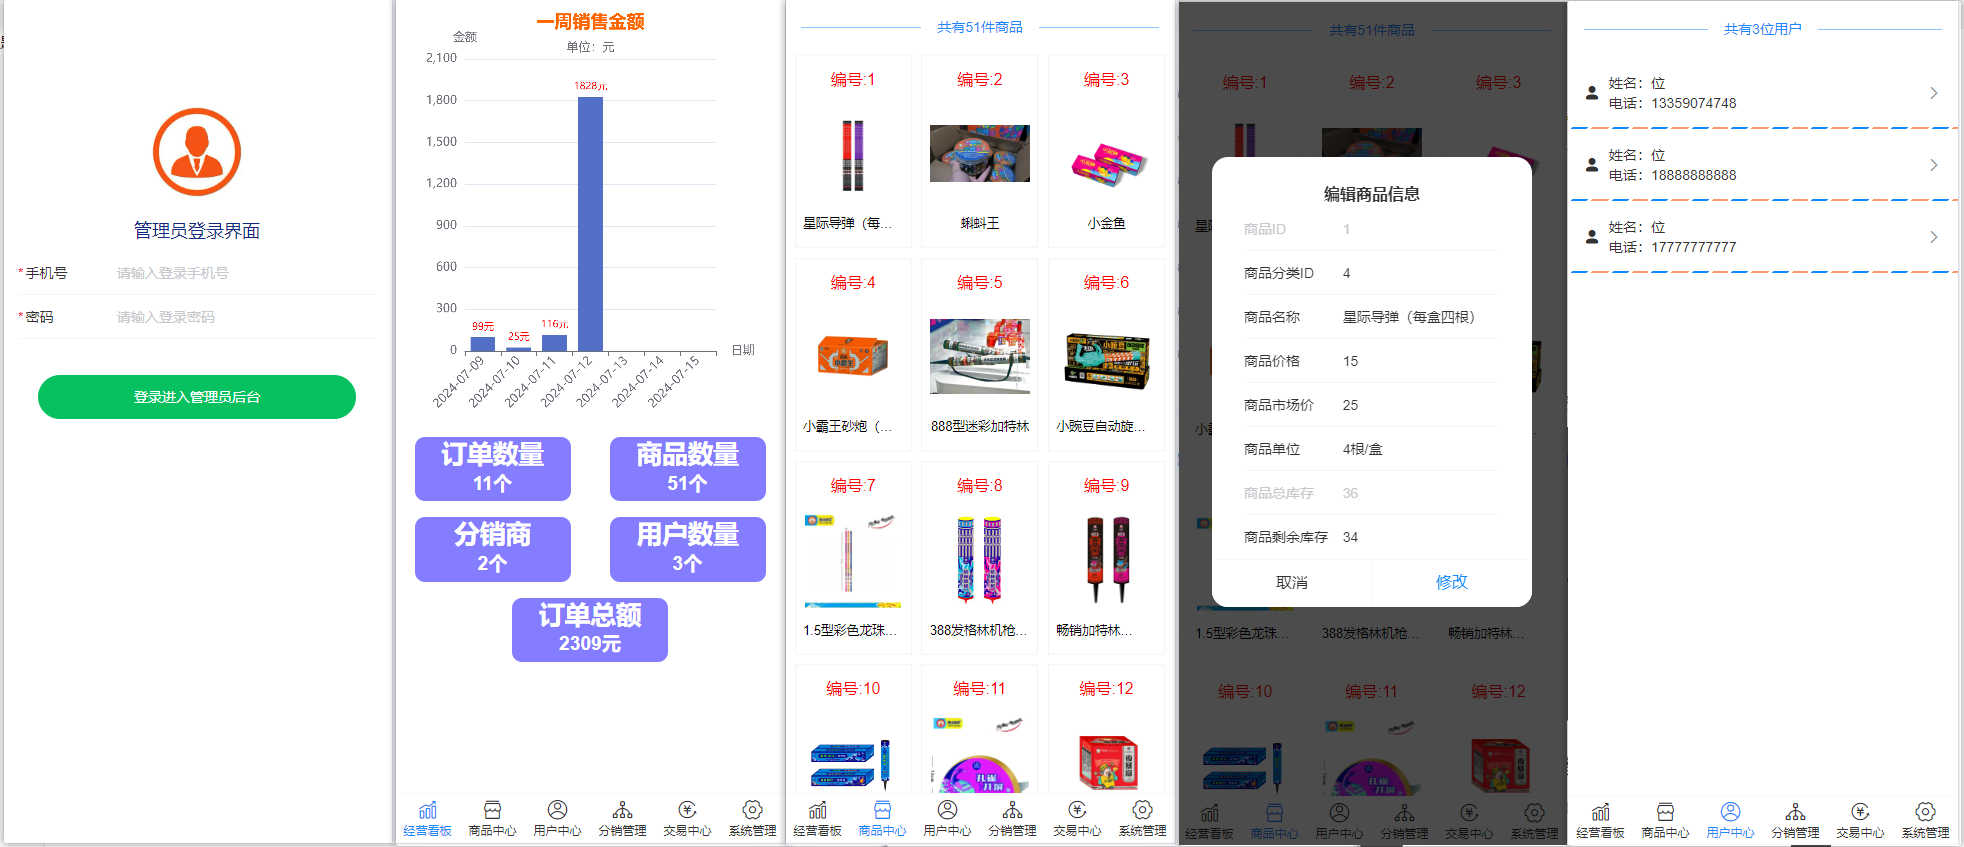 管理员登录界面
*手机号 请输入登录手机号
*密码 请输入登录密码
登录进入管理员后台
一周销售金额
单位：元
金额
2,100
1,800
1,500
1,200
900
600
300
0
99元
25元
116元
1828元
2024-07-09
2024-07-10
2024-07-11
2024-07-12
2024-07-13
2024-07-14
2024-07-15
日期
订单数量
11个
商品数量
51个
分销商
2个
用户数量
3个
订单总额
2309元
经营看板 商品中心 用户中心 分销管理 交易中心 系统管理
共有51件商品
编号:1 编号:2 编号:3
星际导弹（每... 蝌蚪王 小金鱼
编号:4 编号:5 编号:6
小霸王砂炮（... 888型迷彩加特林 小豌豆自动旋...
编号:7 编号:8 编号:9
1.5型彩色龙珠... 388发格林机枪... 畅销加特林...
编号:10 编号:11 编号:12
孔雀开屏
经营看板 商品中心 用户中心 分销管理 交易中心 系统管理
共有51件商品
编号:1 编号:2 编号:3
编辑商品信息
商品ID 1
商品分类ID 4
商品名称 星际导弹（每盒四根）
商品价格 15
商品市场价 25
商品单位 4根/盒
商品总库存 36
商品剩余库存 34
取消 修改
1.5型彩色龙珠... 388发格林机枪... 畅销加特林...
编号:10 编号:11 编号:12
经营看板 商品中心 用户中心 分销管理 交易中心 系统管理
共有3位用户
姓名：位
电话：13359074748
姓名：位
电话：18888888888
姓名：位
电话：17777777777
经营看板 商品中心 用户中心 分销管理 交易中心 系统管理